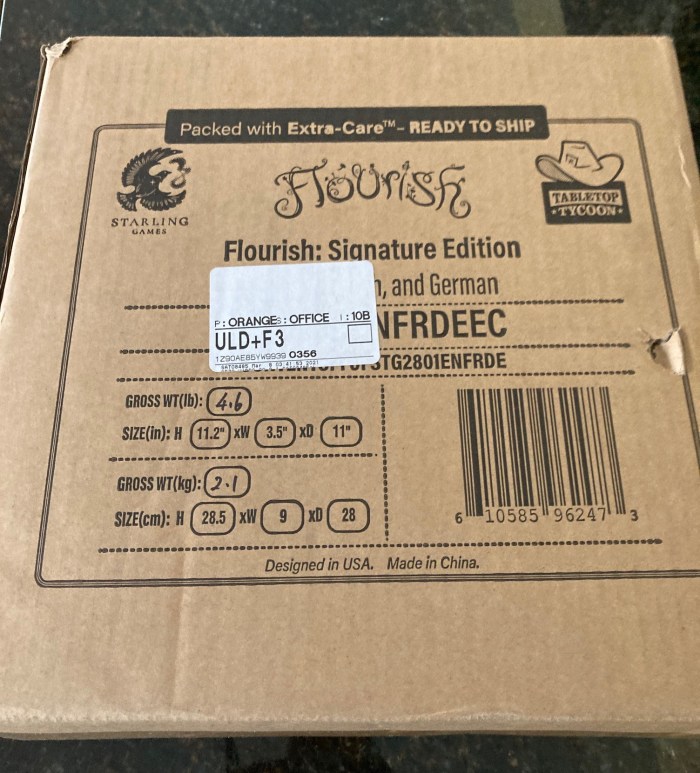 Packed with Extra-Care™ - READY TO SHIP
STARLING
GAMES
Flourish
TABLETOP
•TYCOON•
Flourish: Signature Edition
, and German
P: ORANGE S: OFFICE I: 10B
ULD+F3
NFRDEEC
1Z90AE85YW9939 0356
STG2801ENFRDE
GROSS WT(lb): 4.6
SIZE(in): H 11.2" xW 3.5" xD 11"
GROSS WT(kg): 2.1
SIZE(cm): H 28.5 xW 9 xD 28
6 10585 96247 3
Designed in USA. Made in China.